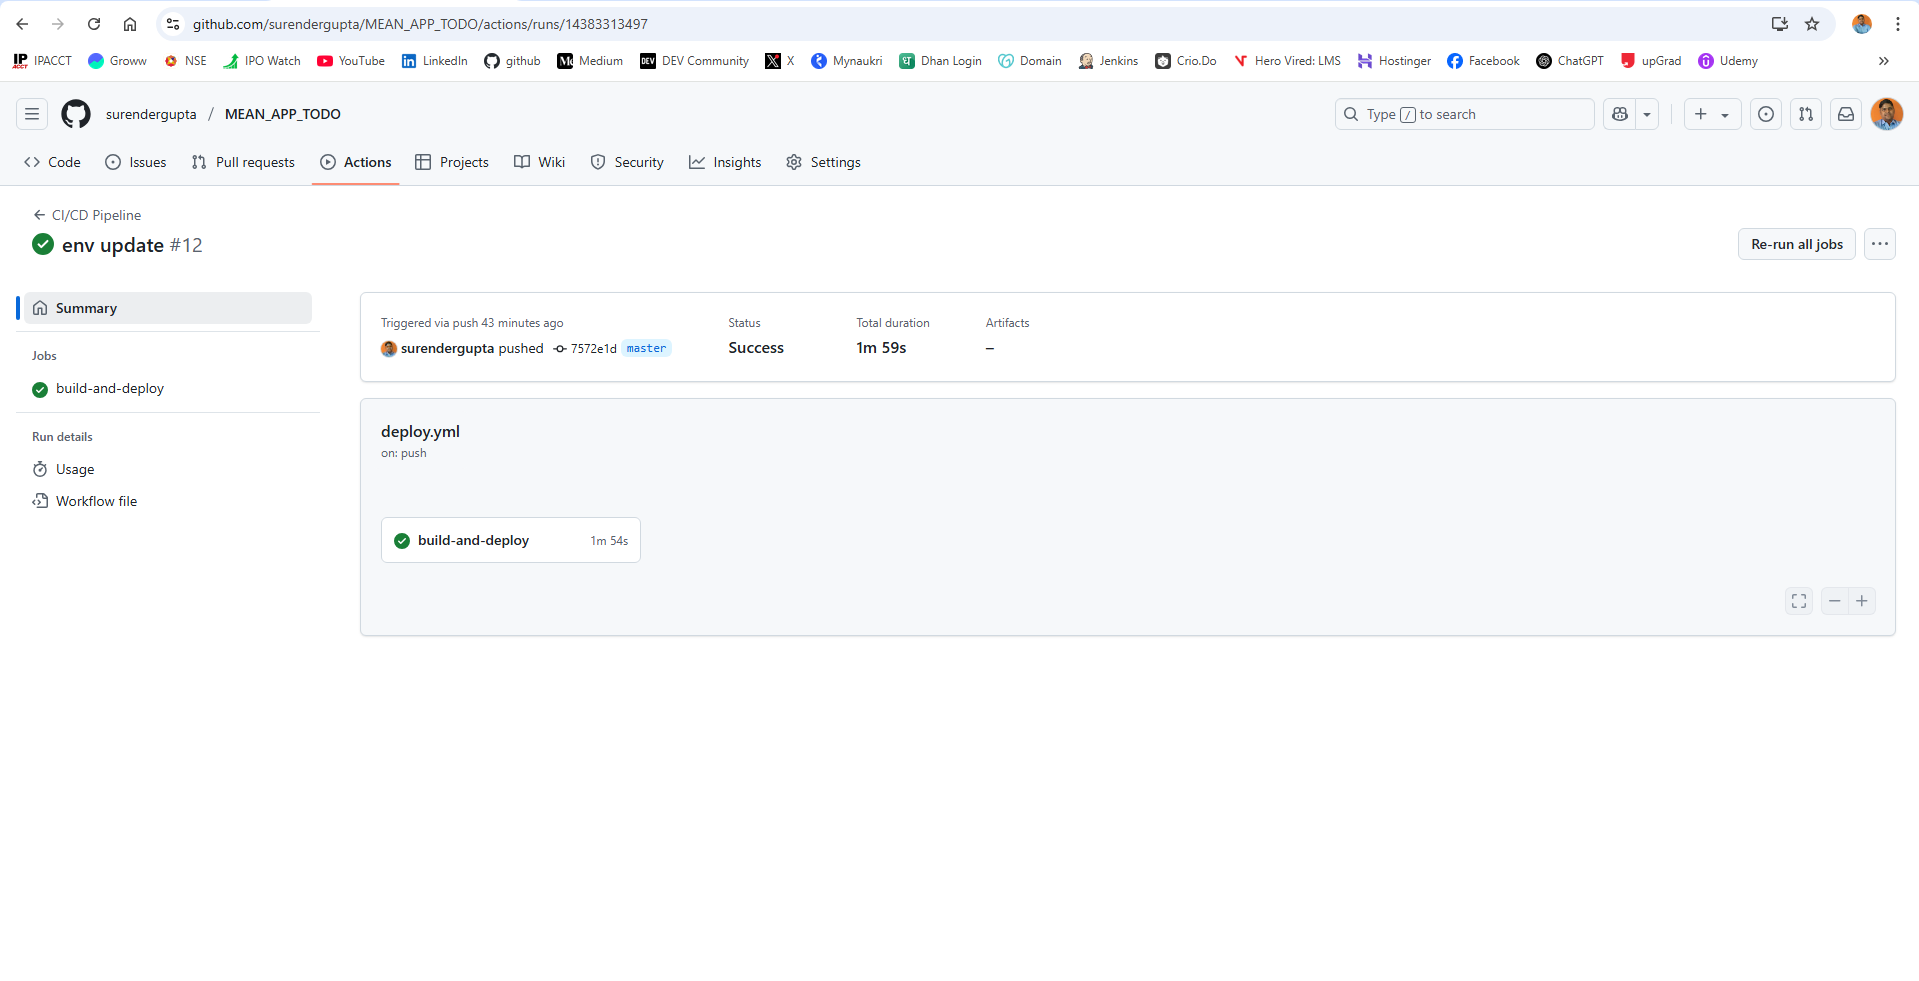 github.com/surendergupta/MEAN_APP_TODO/actions/runs/14383313497
IP ACCT IPACCT Groww NSE IPO Watch YouTube LinkedIn github Medium DEV DEV Community X Mynaukri Dhan Login Domain Jenkins Crio.Do Hero Vired: LMS Hostinger Facebook ChatGPT upGrad Udemy
surendergupta / MEAN_APP_TODO Type / to search
Code Issues Pull requests Actions Projects Wiki Security Insights Settings
CI/CD Pipeline
env update #12
Re-run all jobs
Summary
Jobs
build-and-deploy
Run details
Usage
Workflow file
Triggered via push 43 minutes ago Status Total duration Artifacts
surendergupta pushed 7572e1d master Success 1m 59s –
deploy.yml
on: push
build-and-deploy 1m 54s